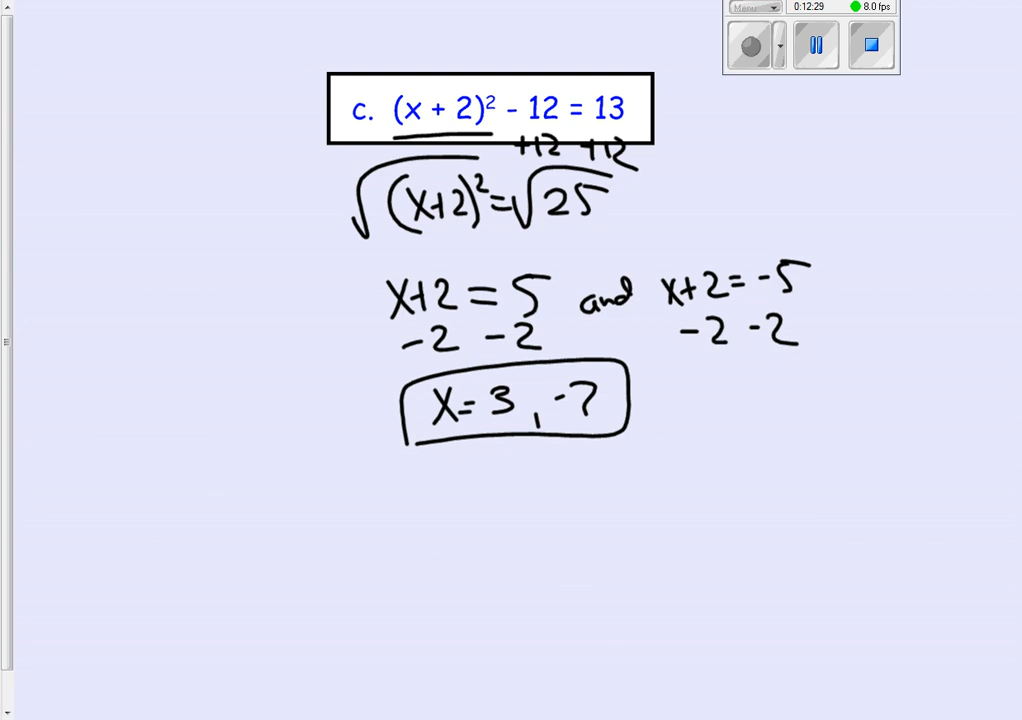 Menu 0:12:29 8.0 fps
c. (x + 2)² - 12 = 13
+12 +12
√(x+2)² = √25
x+2 = 5 and x+2 = -5
-2 -2 -2 -2
x = 3, -7